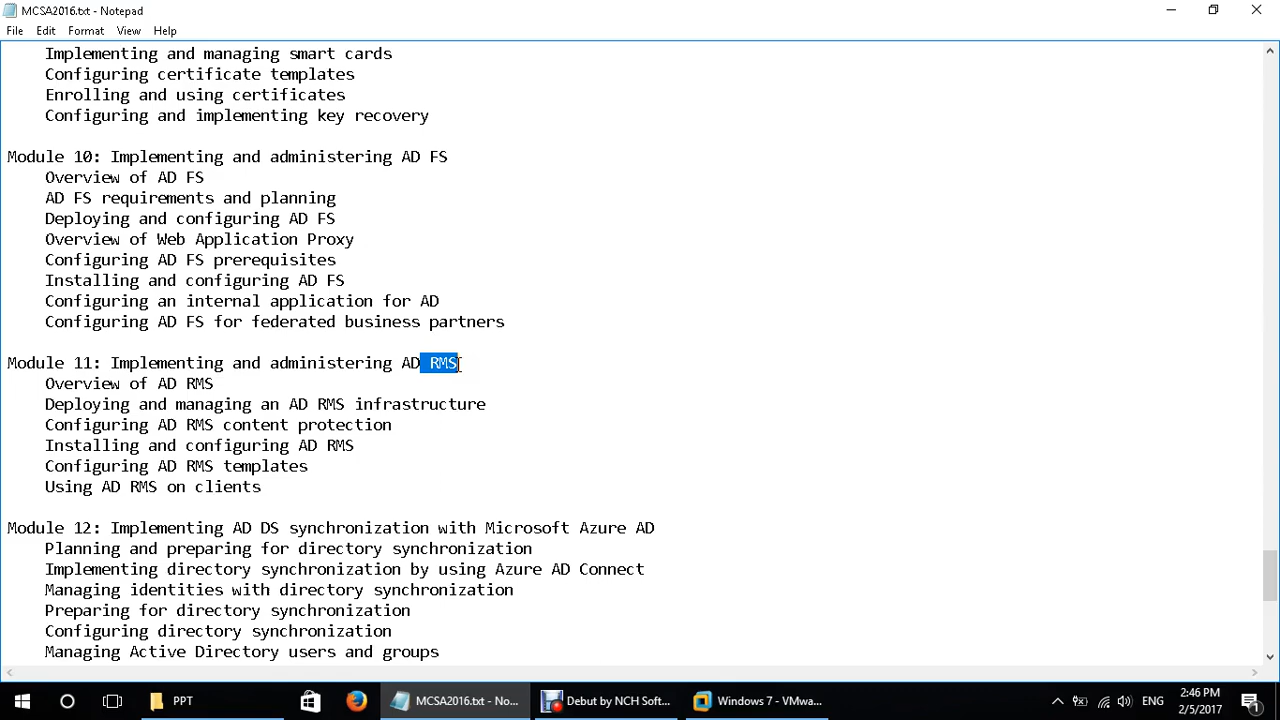 MCSA2016.txt - Notepad
File Edit Format View Help
Implementing and managing smart cards
Configuring certificate templates
Enrolling and using certificates
Configuring and implementing key recovery
Module 10: Implementing and administering AD FS
Overview of AD FS
AD FS requirements and planning
Deploying and configuring AD FS
Overview of Web Application Proxy
Configuring AD FS prerequisites
Installing and configuring AD FS
Configuring an internal application for AD
Configuring AD FS for federated business partners
Module 11: Implementing and administering AD RMS
Overview of AD RMS
Deploying and managing an AD RMS infrastructure
Configuring AD RMS content protection
Installing and configuring AD RMS
Configuring AD RMS templates
Using AD RMS on clients
Module 12: Implementing AD DS synchronization with Microsoft Azure AD
Planning and preparing for directory synchronization
Implementing directory synchronization by using Azure AD Connect
Managing identities with directory synchronization
Preparing for directory synchronization
Configuring directory synchronization
Managing Active Directory users and groups
PPT MCSA2016.txt - No... Debut by NCH Soft... Windows 7 - VMwa... ENG 2:46 PM
2/5/2017 1